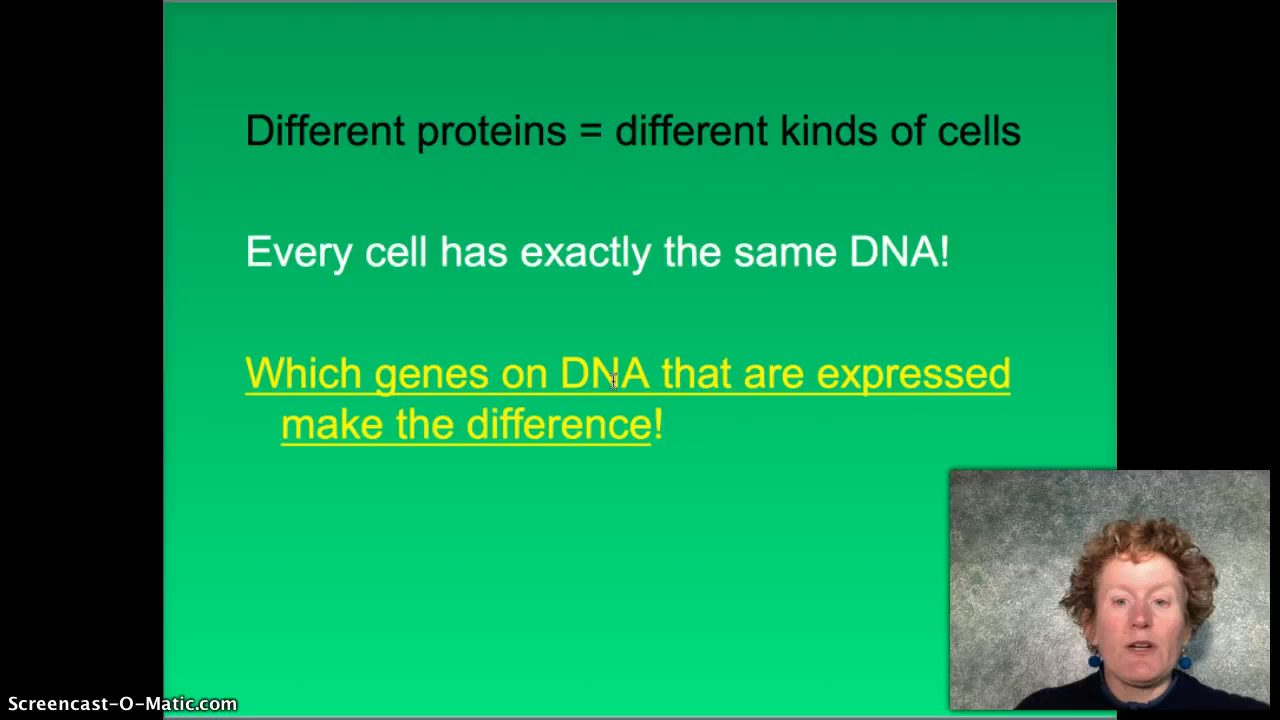 Different proteins = different kinds of cells
Every cell has exactly the same DNA!
Which genes on DNA that are expressed
make the difference!
Screencast-O-Matic.com